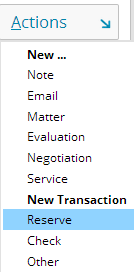 Actions
New ...
Note
Email
Matter
Evaluation
Negotiation
Service
New Transaction
Reserve
Check
Other